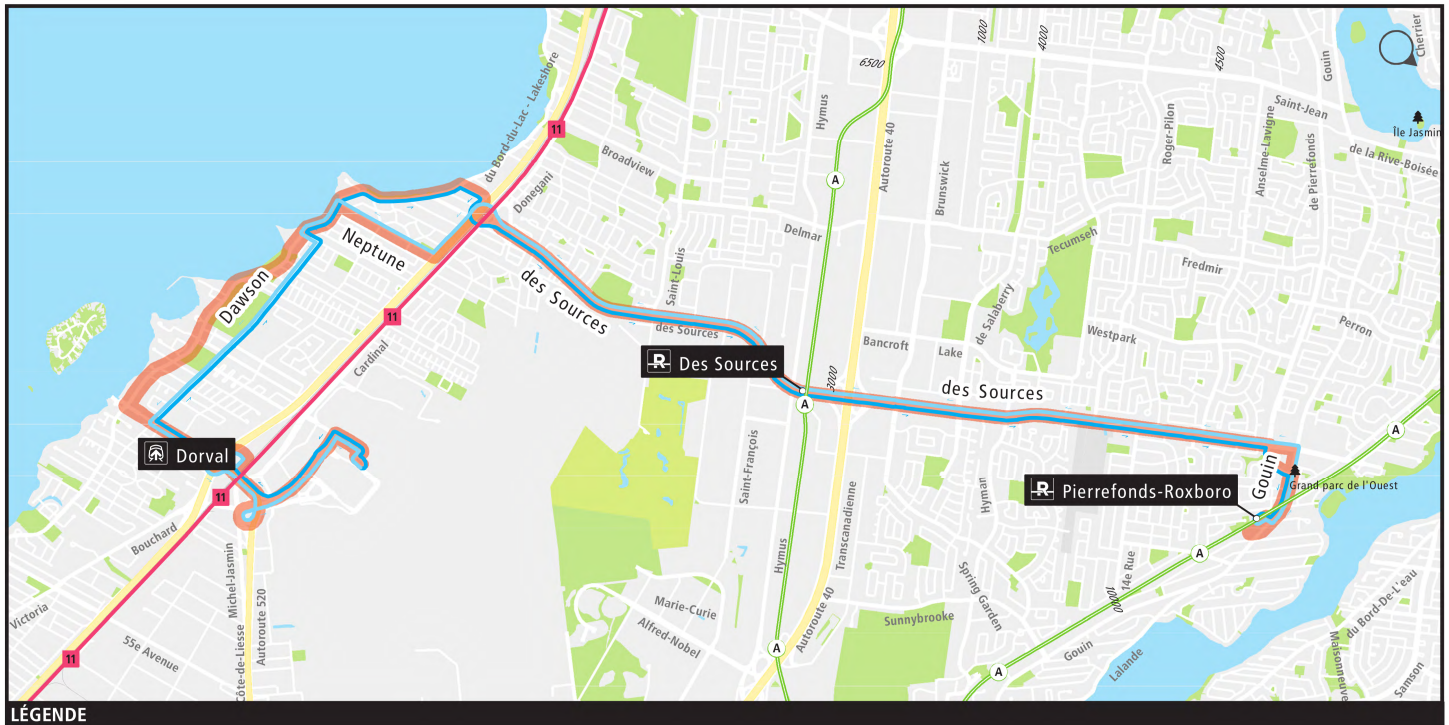 Cherrier
1000
4000
4500
Gouin
6500
Saint-Jean
Île Jasmin
de la Rive-Boisée
du Bord-du-Lac - Lakeshore
Hymus
11
Roger-Pilon
Anselme-Lavigne
de Pierrefonds
Broadview
Autoroute 40
Brunswick
A
Donegani
Delmar
Tecumseh
Neptune
Fredmir
Saint-Louis
Dawson
des Sources
de Salaberry
11
des Sources
Westpark
Perron
Bancroft
Lake
Cardinal
R Des Sources
3000
des Sources
A
A
Dorval
Saint-François
Gouin
Hyman
R Pierrefonds-Roxboro
Grand parc de l'Ouest
11
Transcanadienne
Bouchard
Hymus
A
14e Rue
Michel-Jasmin
Spring Garden
10000
Victoria
Marie-Curie
Autoroute 40
Sunnybrooke
du Bord-De-L'eau
Autoroute 520
Alfred-Nobel
55e Avenue
11
A
Gouin
Lalande
A
Maisonneuve
Côte-de-Liesse
Samson
LÉGENDE